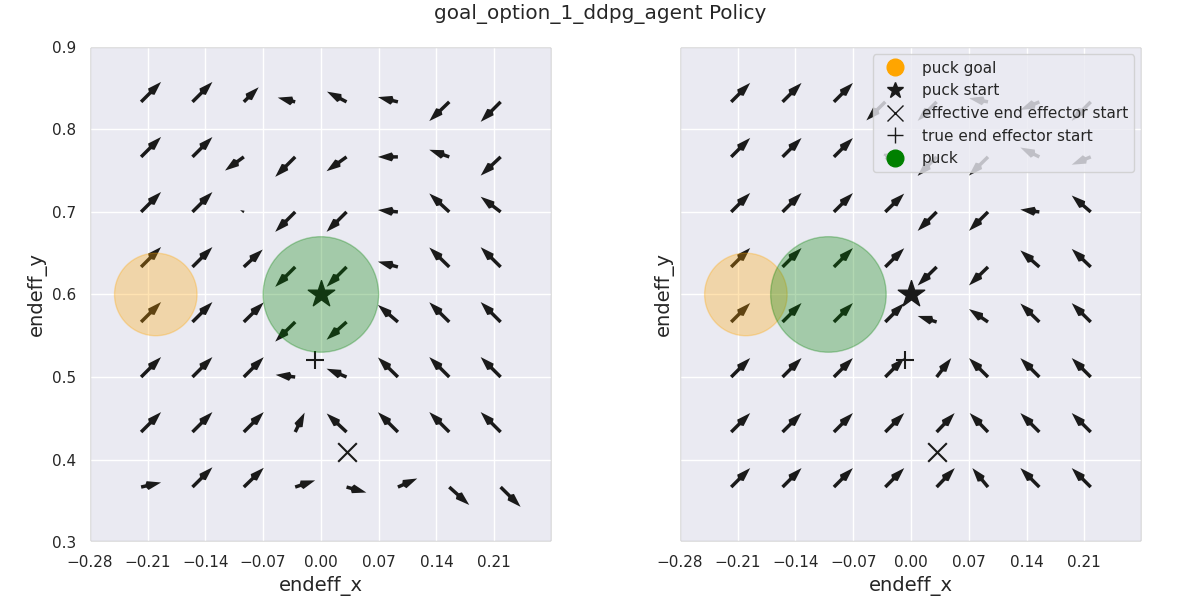 goal_option_1_ddpg_agent Policy
endeff_y
0.9
0.8
0.7
0.6
0.5
0.4
0.3
−0.28 −0.21 −0.14 −0.07 0.00 0.07 0.14 0.21
endeff_x
endeff_y
puck goal
puck start
effective end effector start
true end effector start
puck
−0.28 −0.21 −0.14 −0.07 0.00 0.07 0.14 0.21
endeff_x